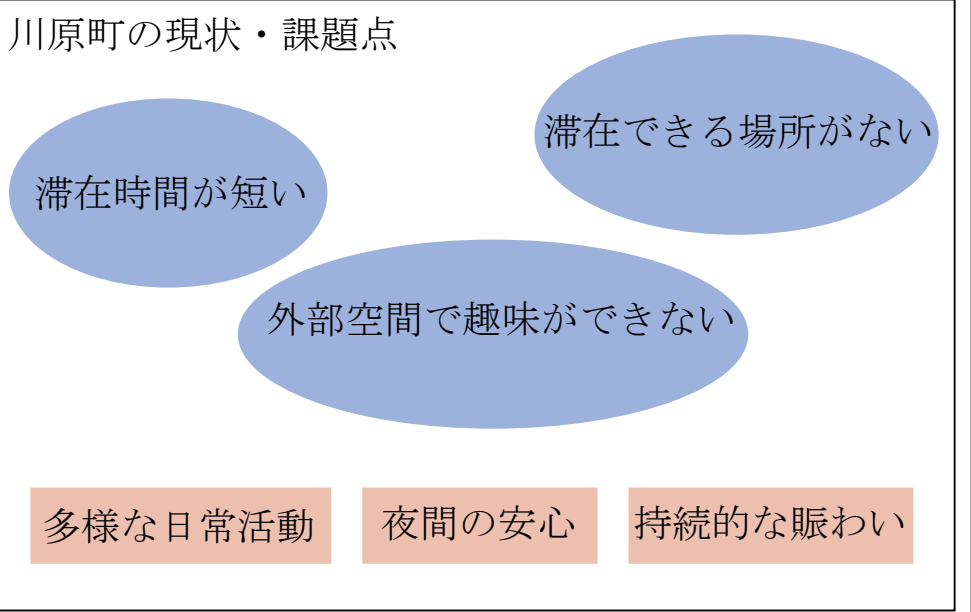 川原町の現状・課題点
滞在できる場所がない
滞在時間が短い
外部空間で趣味ができない
多様な日常活動
夜間の安心
持続的な賑わい